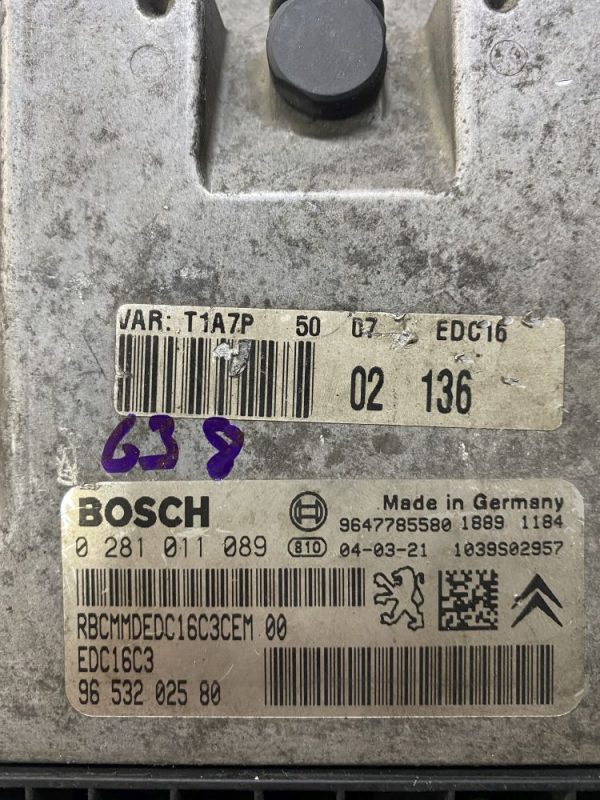 VAR: T1A7P 50 07 EDC16
02 136
638
BOSCH Made in Germany
9647785580 1889 1184
0 281 011 089 810 04-03-21 1039S02957
RBCMMDEDC16C3CEM 00
EDC16C3
96 532 025 80